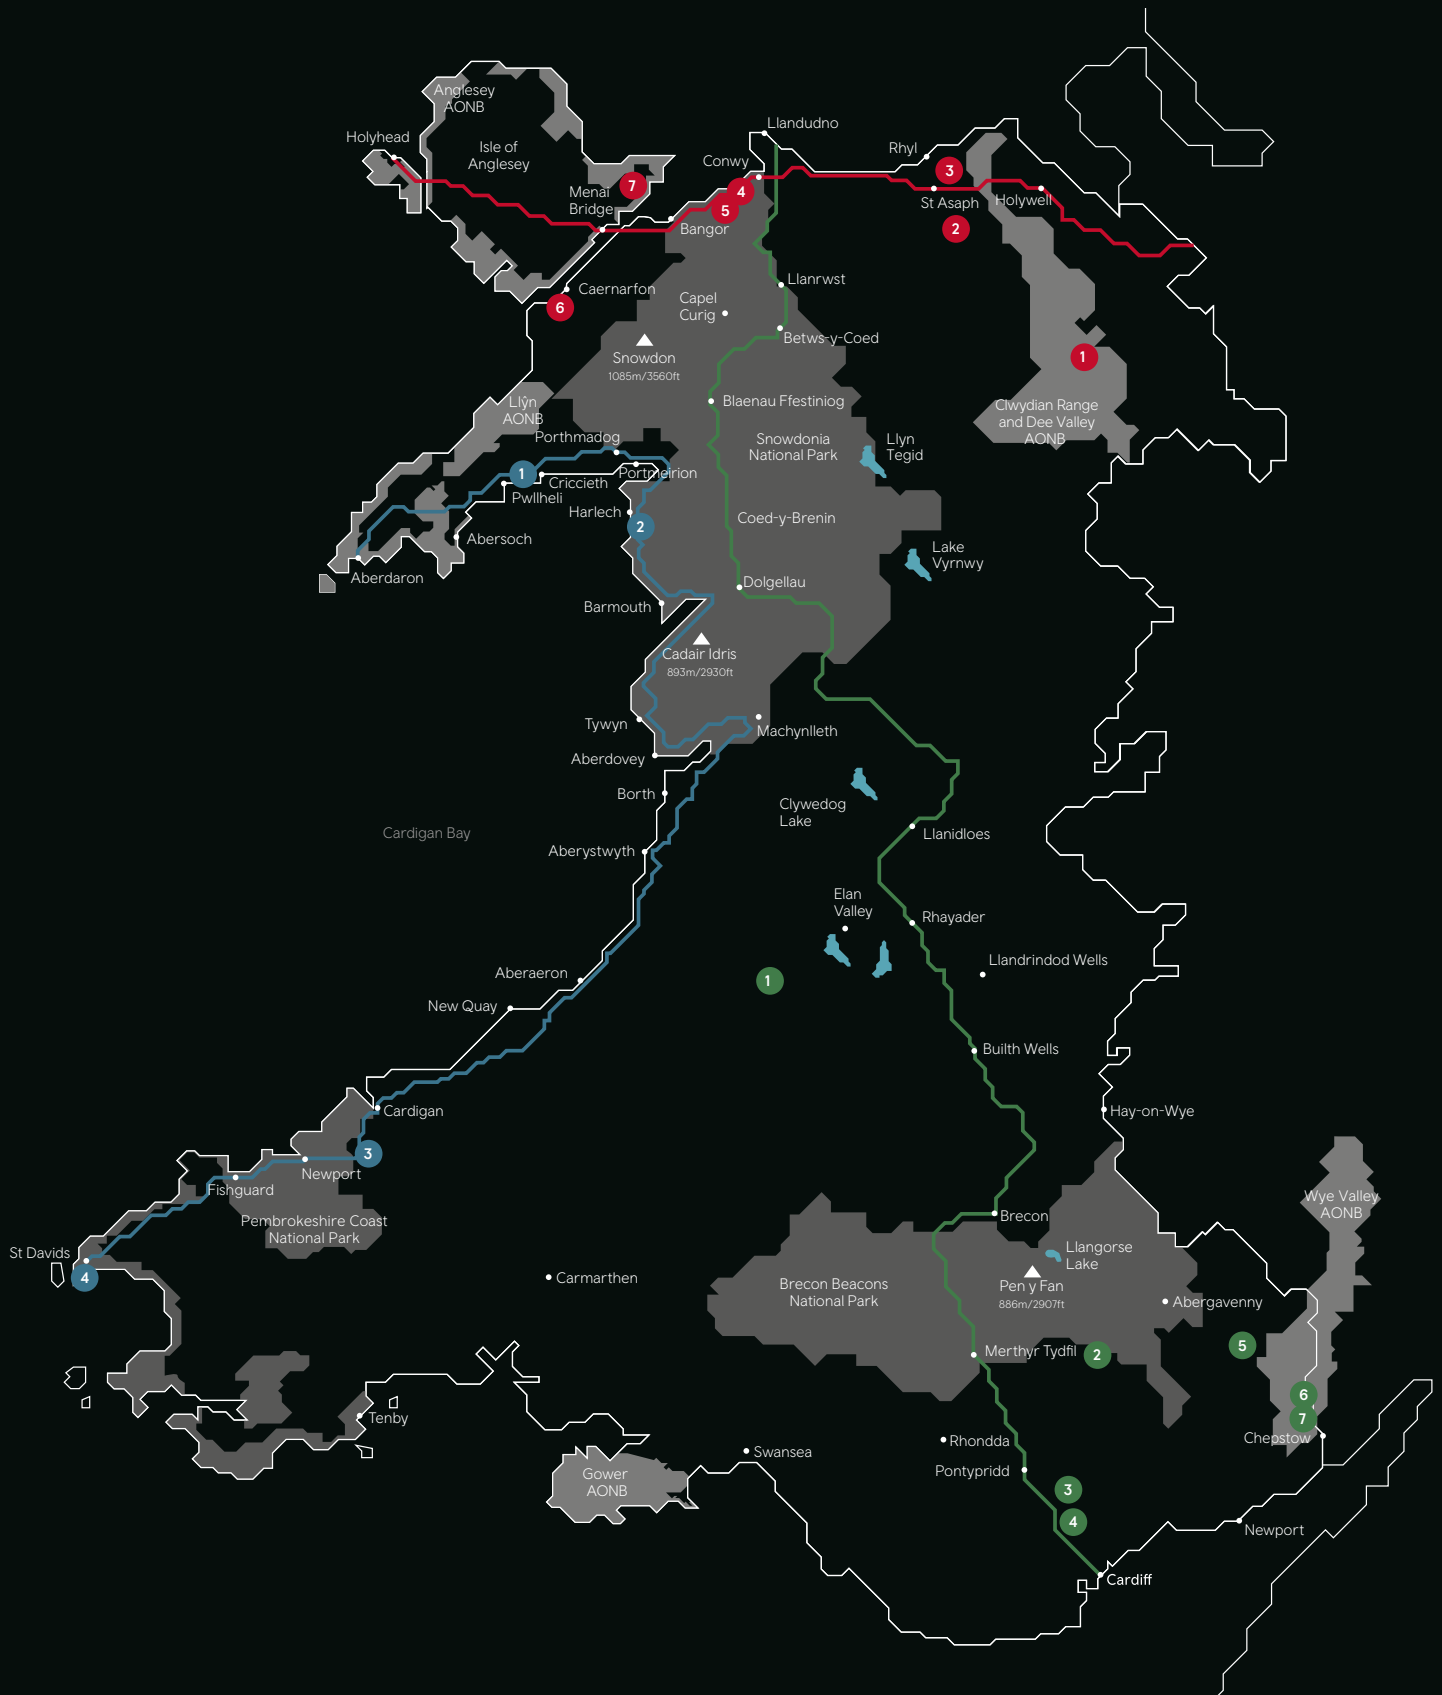 Anglesey
AONB
Holyhead
Isle of
Anglesey
Menai
Bridge
7
Llandudno
Conwy
4
5
Bangor
Rhyl
3
St Asaph
Holywell
2
Caernarfon
6
Llanrwst
Capel
Curig
Betws-y-Coed
Snowdon
1085m/3560ft
1
Blaenau Ffestiniog
Llŷn
AONB
Clwydian Range
and Dee Valley
AONB
Porthmadog
Snowdonia
National Park
Llyn
Tegid
1
Portmeirion
Criccieth
Pwllheli
Harlech
2
Coed-y-Brenin
Abersoch
Lake
Vyrnwy
Aberdaron
Dolgellau
Barmouth
Cadair Idris
893m/2930ft
Tywyn
Machynlleth
Aberdovey
Borth
Clywedog
Lake
Cardigan Bay
Llanidloes
Aberystwyth
Elan
Valley
Rhayader
Llandrindod Wells
Aberaeron
1
New Quay
Builth Wells
Cardigan
Hay-on-Wye
3
Newport
Fishguard
Pembrokeshire Coast
National Park
Wye Valley
AONB
Brecon
St Davids
4
Llangorse
Lake
Carmarthen
Brecon Beacons
National Park
Pen y Fan
886m/2907ft
Abergavenny
5
Merthyr Tydfil
2
6
7
Tenby
Chepstow
Rhondda
Swansea
Pontypridd
Gower
AONB
3
4
Newport
Cardiff